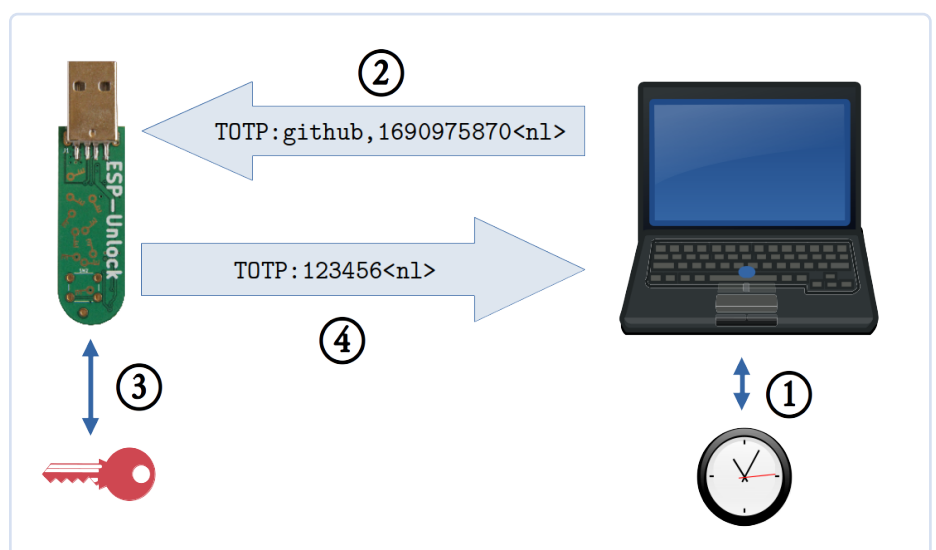 ②
TOTP:github,1690975870<nl>
ESP-Unlock
TOTP:123456<nl>
④
③
①